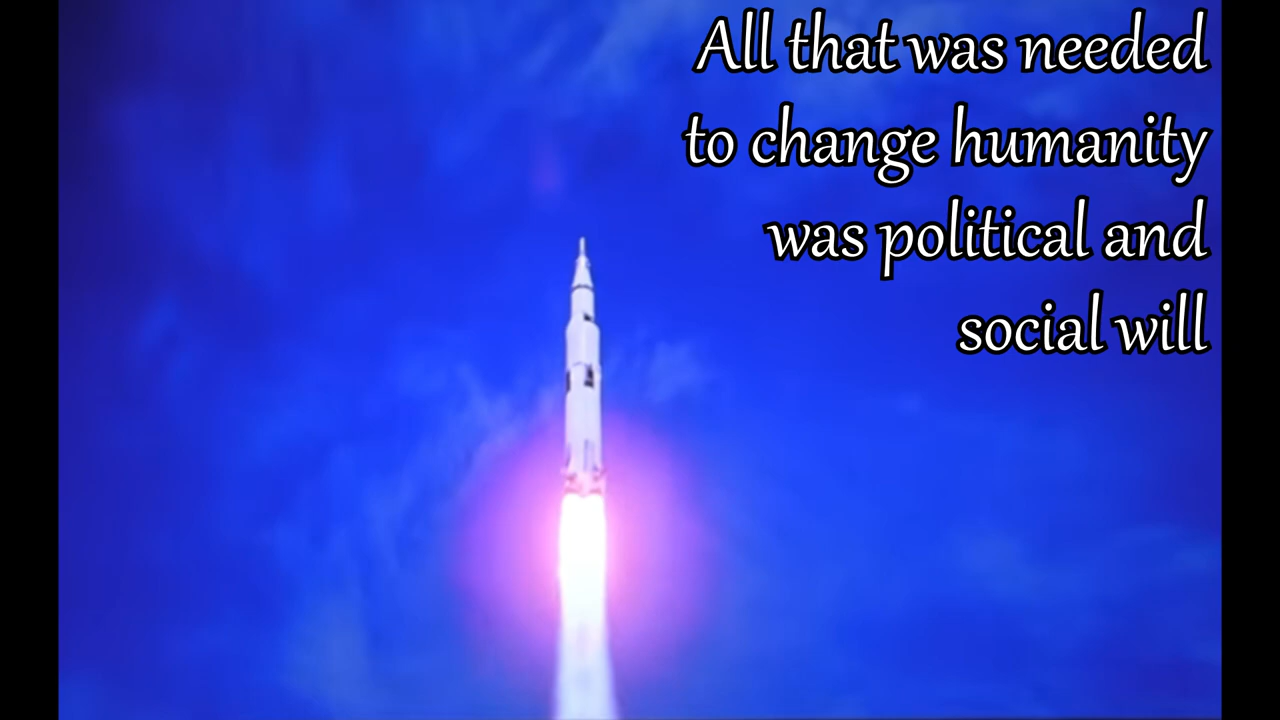 All that was needed
to change humanity
was political and
social will